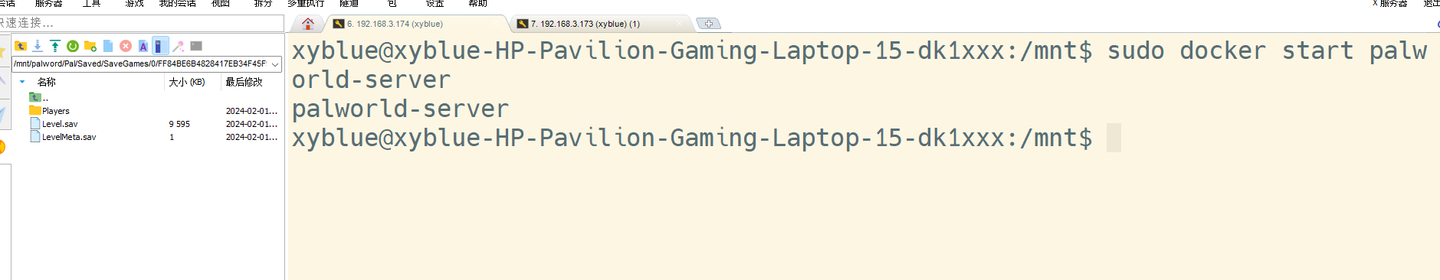 服务器 工具 游戏 我的会话 视图 拆分 多重执行 隧道 包 设置 帮助 X 服务器 退出
快速连接...
6. 192.168.3.174 (xyblue) 7. 192.168.3.173 (xyblue) (1)
/mnt/palword/Pal/Saved/SaveGames/0/FF84BE6B4828417EB34F45F
名称 大小 (KB) 最后修改
..
Players 2024-02-01...
Level.sav 9 595 2024-02-01...
LevelMeta.sav 1 2024-02-01...
xyblue@xyblue-HP-Pavilion-Gaming-Laptop-15-dk1xxx:/mnt$ sudo docker start palw
orld-server
palworld-server
xyblue@xyblue-HP-Pavilion-Gaming-Laptop-15-dk1xxx:/mnt$